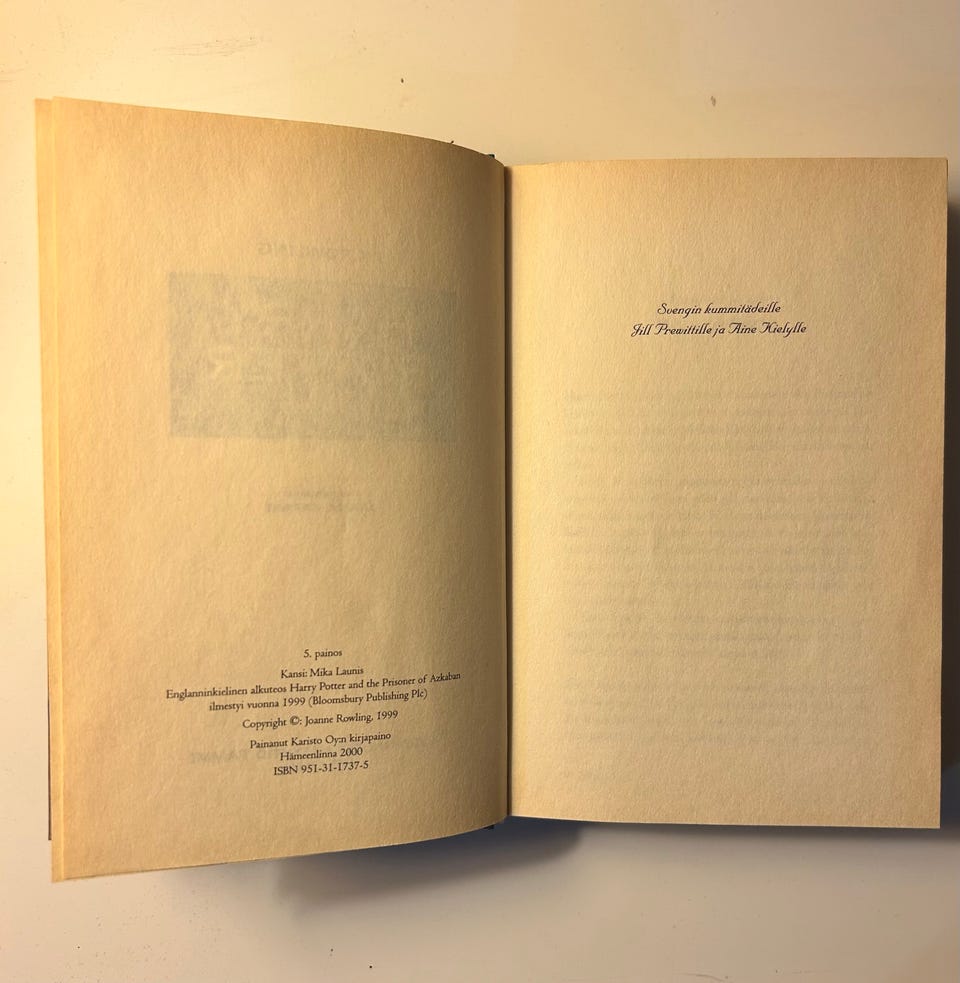 5. painos
Kansi: Mika Launis
Englanninkielinen alkuteos Harry Potter and the Prisoner of Azkaban
ilmestyi vuonna 1999 (Bloomsbury Publishing Plc)
Copyright ©: Joanne Rowling, 1999
Painanut Karisto Oy:n kirjapaino
Hämeenlinna 2000
ISBN 951-31-1737-5
Svengin kummitädeille
Jill Prewittille ja Aine Kielylle